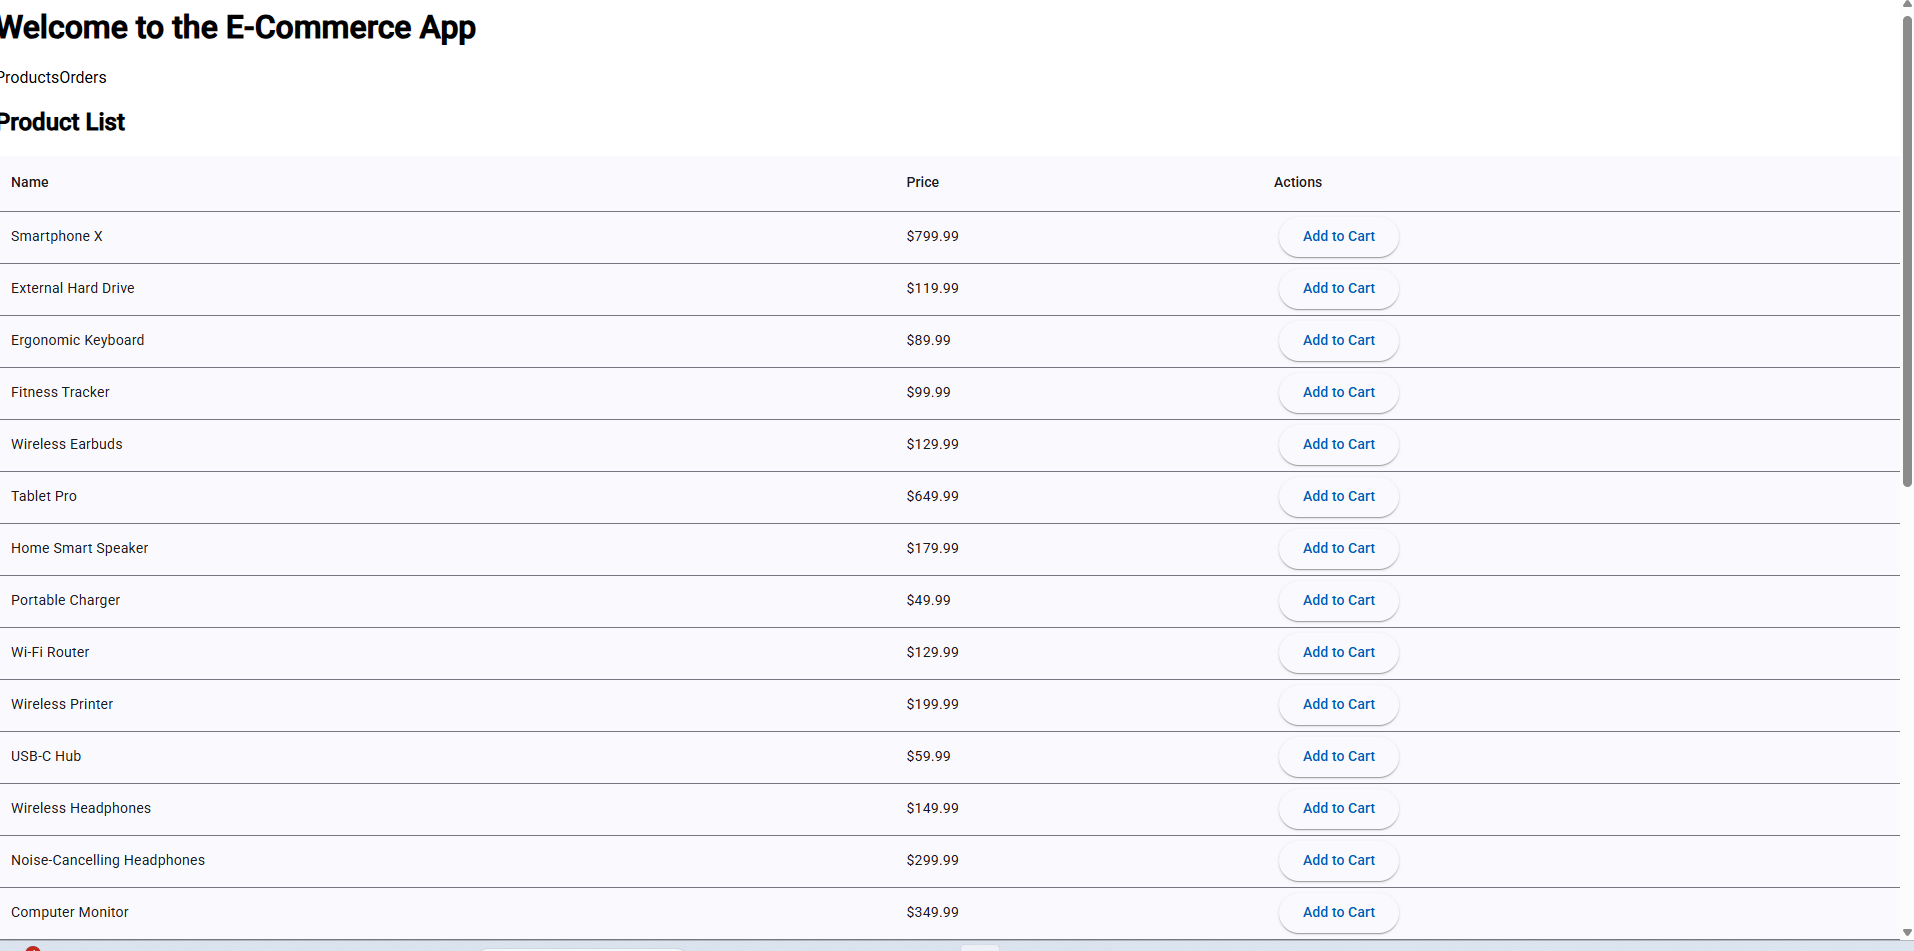 Welcome to the E-Commerce App
ProductsOrders
Product List
Name Price Actions
Smartphone X $799.99 Add to Cart
External Hard Drive $119.99 Add to Cart
Ergonomic Keyboard $89.99 Add to Cart
Fitness Tracker $99.99 Add to Cart
Wireless Earbuds $129.99 Add to Cart
Tablet Pro $649.99 Add to Cart
Home Smart Speaker $179.99 Add to Cart
Portable Charger $49.99 Add to Cart
Wi-Fi Router $129.99 Add to Cart
Wireless Printer $199.99 Add to Cart
USB-C Hub $59.99 Add to Cart
Wireless Headphones $149.99 Add to Cart
Noise-Cancelling Headphones $299.99 Add to Cart
Computer Monitor $349.99 Add to Cart